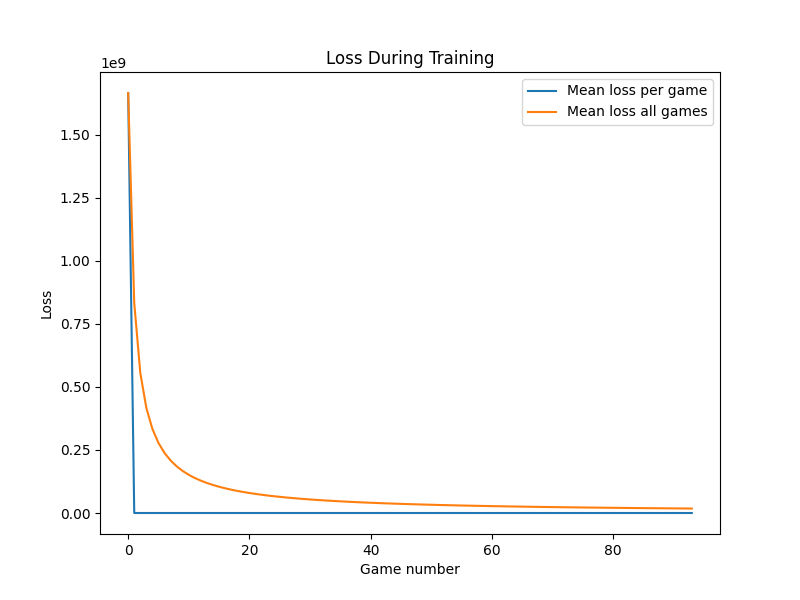 Loss During Training
1e9
Mean loss per game
Mean loss all games
1.50
1.25
1.00
0.75
0.50
0.25
0.00
Loss
0 20 40 60 80
Game number